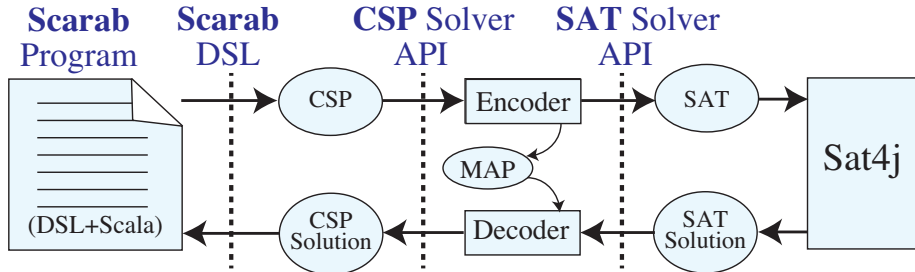 Scarab
Program
Scarab
DSL
CSP Solver
API
SAT Solver
API
CSP
Encoder
SAT
Sat4j
MAP
(DSL+Scala)
CSP
Solution
Decoder
SAT
Solution